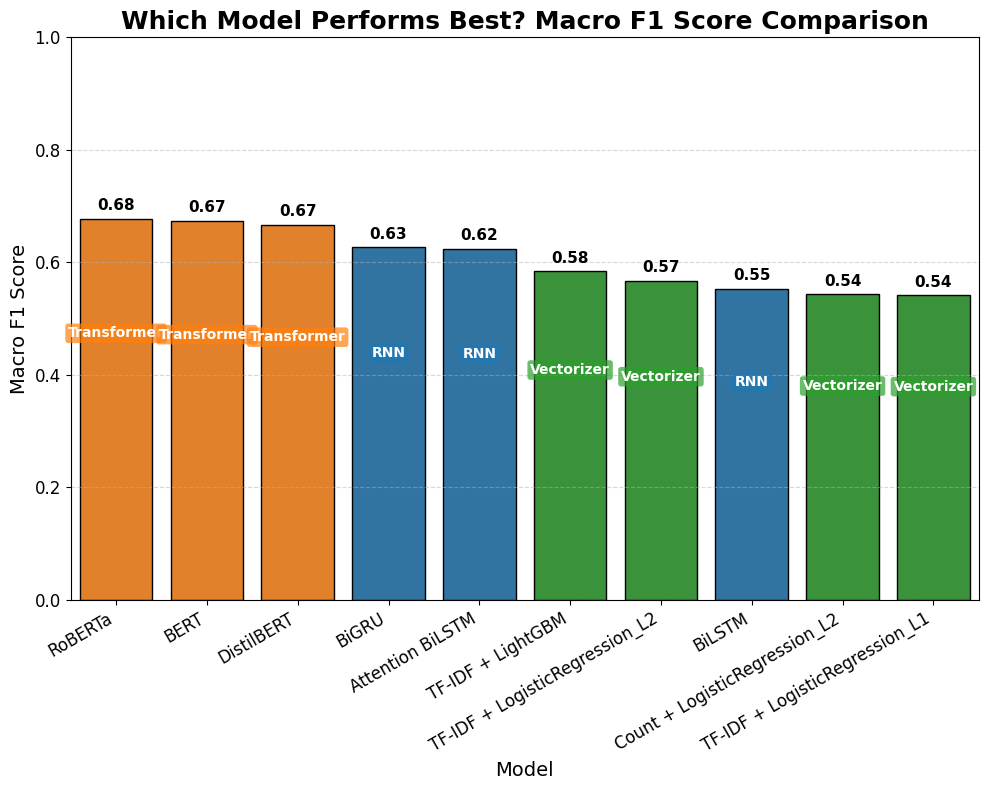 Which Model Performs Best? Macro F1 Score Comparison
Macro F1 Score
1.0
0.8
0.6
0.4
0.2
0.0
0.68
0.67
0.67
0.63
0.62
0.58
0.57
0.55
0.54
0.54
Transformer
Transformer
Transformer
RNN
RNN
Vectorizer
Vectorizer
RNN
Vectorizer
Vectorizer
RoBERTa
BERT
DistilBERT
BiGRU
Attention BiLSTM
TF-IDF + LightGBM
TF-IDF + LogisticRegression_L2
BiLSTM
Count + LogisticRegression_L2
TF-IDF + LogisticRegression_L1
Model